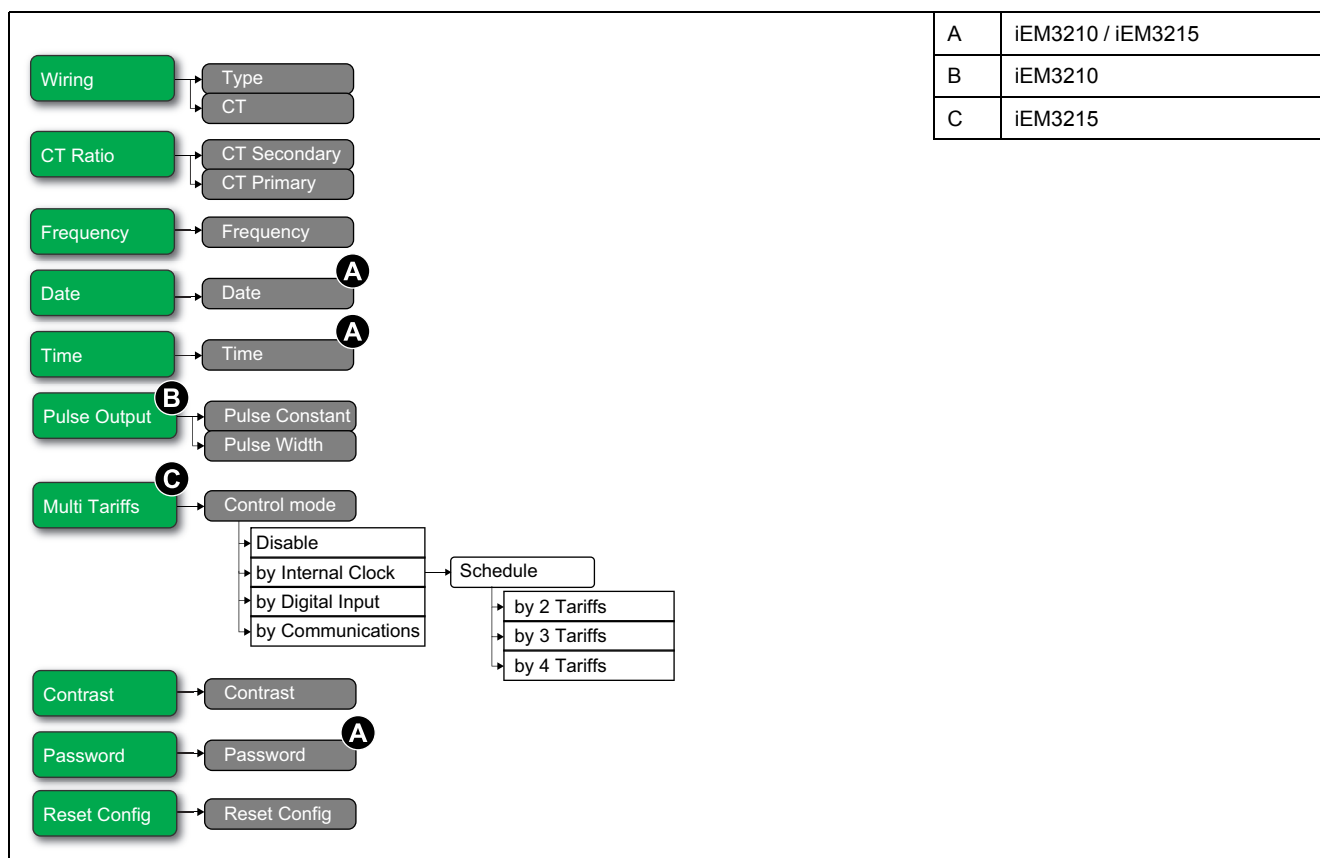 A iEM3210 / iEM3215
B iEM3210
C iEM3215
Wiring
Type
CT
CT Ratio
CT Secondary
CT Primary
Frequency
Frequency
Date
Date
A
Time
Time
A
Pulse Output
B
Pulse Constant
Pulse Width
Multi Tariffs
C
Control mode
Disable
by Internal Clock
by Digital Input
by Communications
Schedule
by 2 Tariffs
by 3 Tariffs
by 4 Tariffs
Contrast
Contrast
Password
Password
A
Reset Config
Reset Config